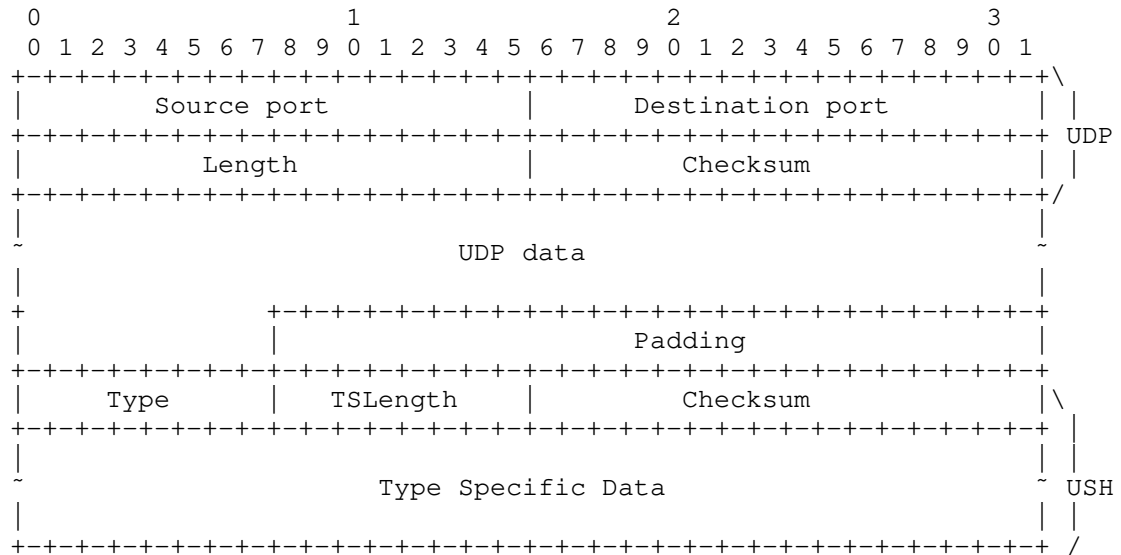 0                   1                   2                   3
 0 1 2 3 4 5 6 7 8 9 0 1 2 3 4 5 6 7 8 9 0 1 2 3 4 5 6 7 8 9 0 1
+-+-+-+-+-+-+-+-+-+-+-+-+-+-+-+-+-+-+-+-+-+-+-+-+-+-+-+-+-+-+-+-+\
|        Source port            |      Destination port         | |
+-+-+-+-+-+-+-+-+-+-+-+-+-+-+-+-+-+-+-+-+-+-+-+-+-+-+-+-+-+-+-+-+ UDP
|           Length              |         Checksum              | |
+-+-+-+-+-+-+-+-+-+-+-+-+-+-+-+-+-+-+-+-+-+-+-+-+-+-+-+-+-+-+-+-+/
|                                                               |
~                           UDP data                            ~
|                                                               |
+               +-+-+-+-+-+-+-+-+-+-+-+-+-+-+-+-+-+-+-+-+-+-+-+-+
|               |                      Padding                  |
+-+-+-+-+-+-+-+-+-+-+-+-+-+-+-+-+-+-+-+-+-+-+-+-+-+-+-+-+-+-+-+-+
|     Type      |   TSLength    |         Checksum              |\
+-+-+-+-+-+-+-+-+-+-+-+-+-+-+-+-+-+-+-+-+-+-+-+-+-+-+-+-+-+-+-+-+ |
|                                                               | |
~                      Type Specific Data                       ~ USH
|                                                               | |
+-+-+-+-+-+-+-+-+-+-+-+-+-+-+-+-+-+-+-+-+-+-+-+-+-+-+-+-+-+-+-+-+ /